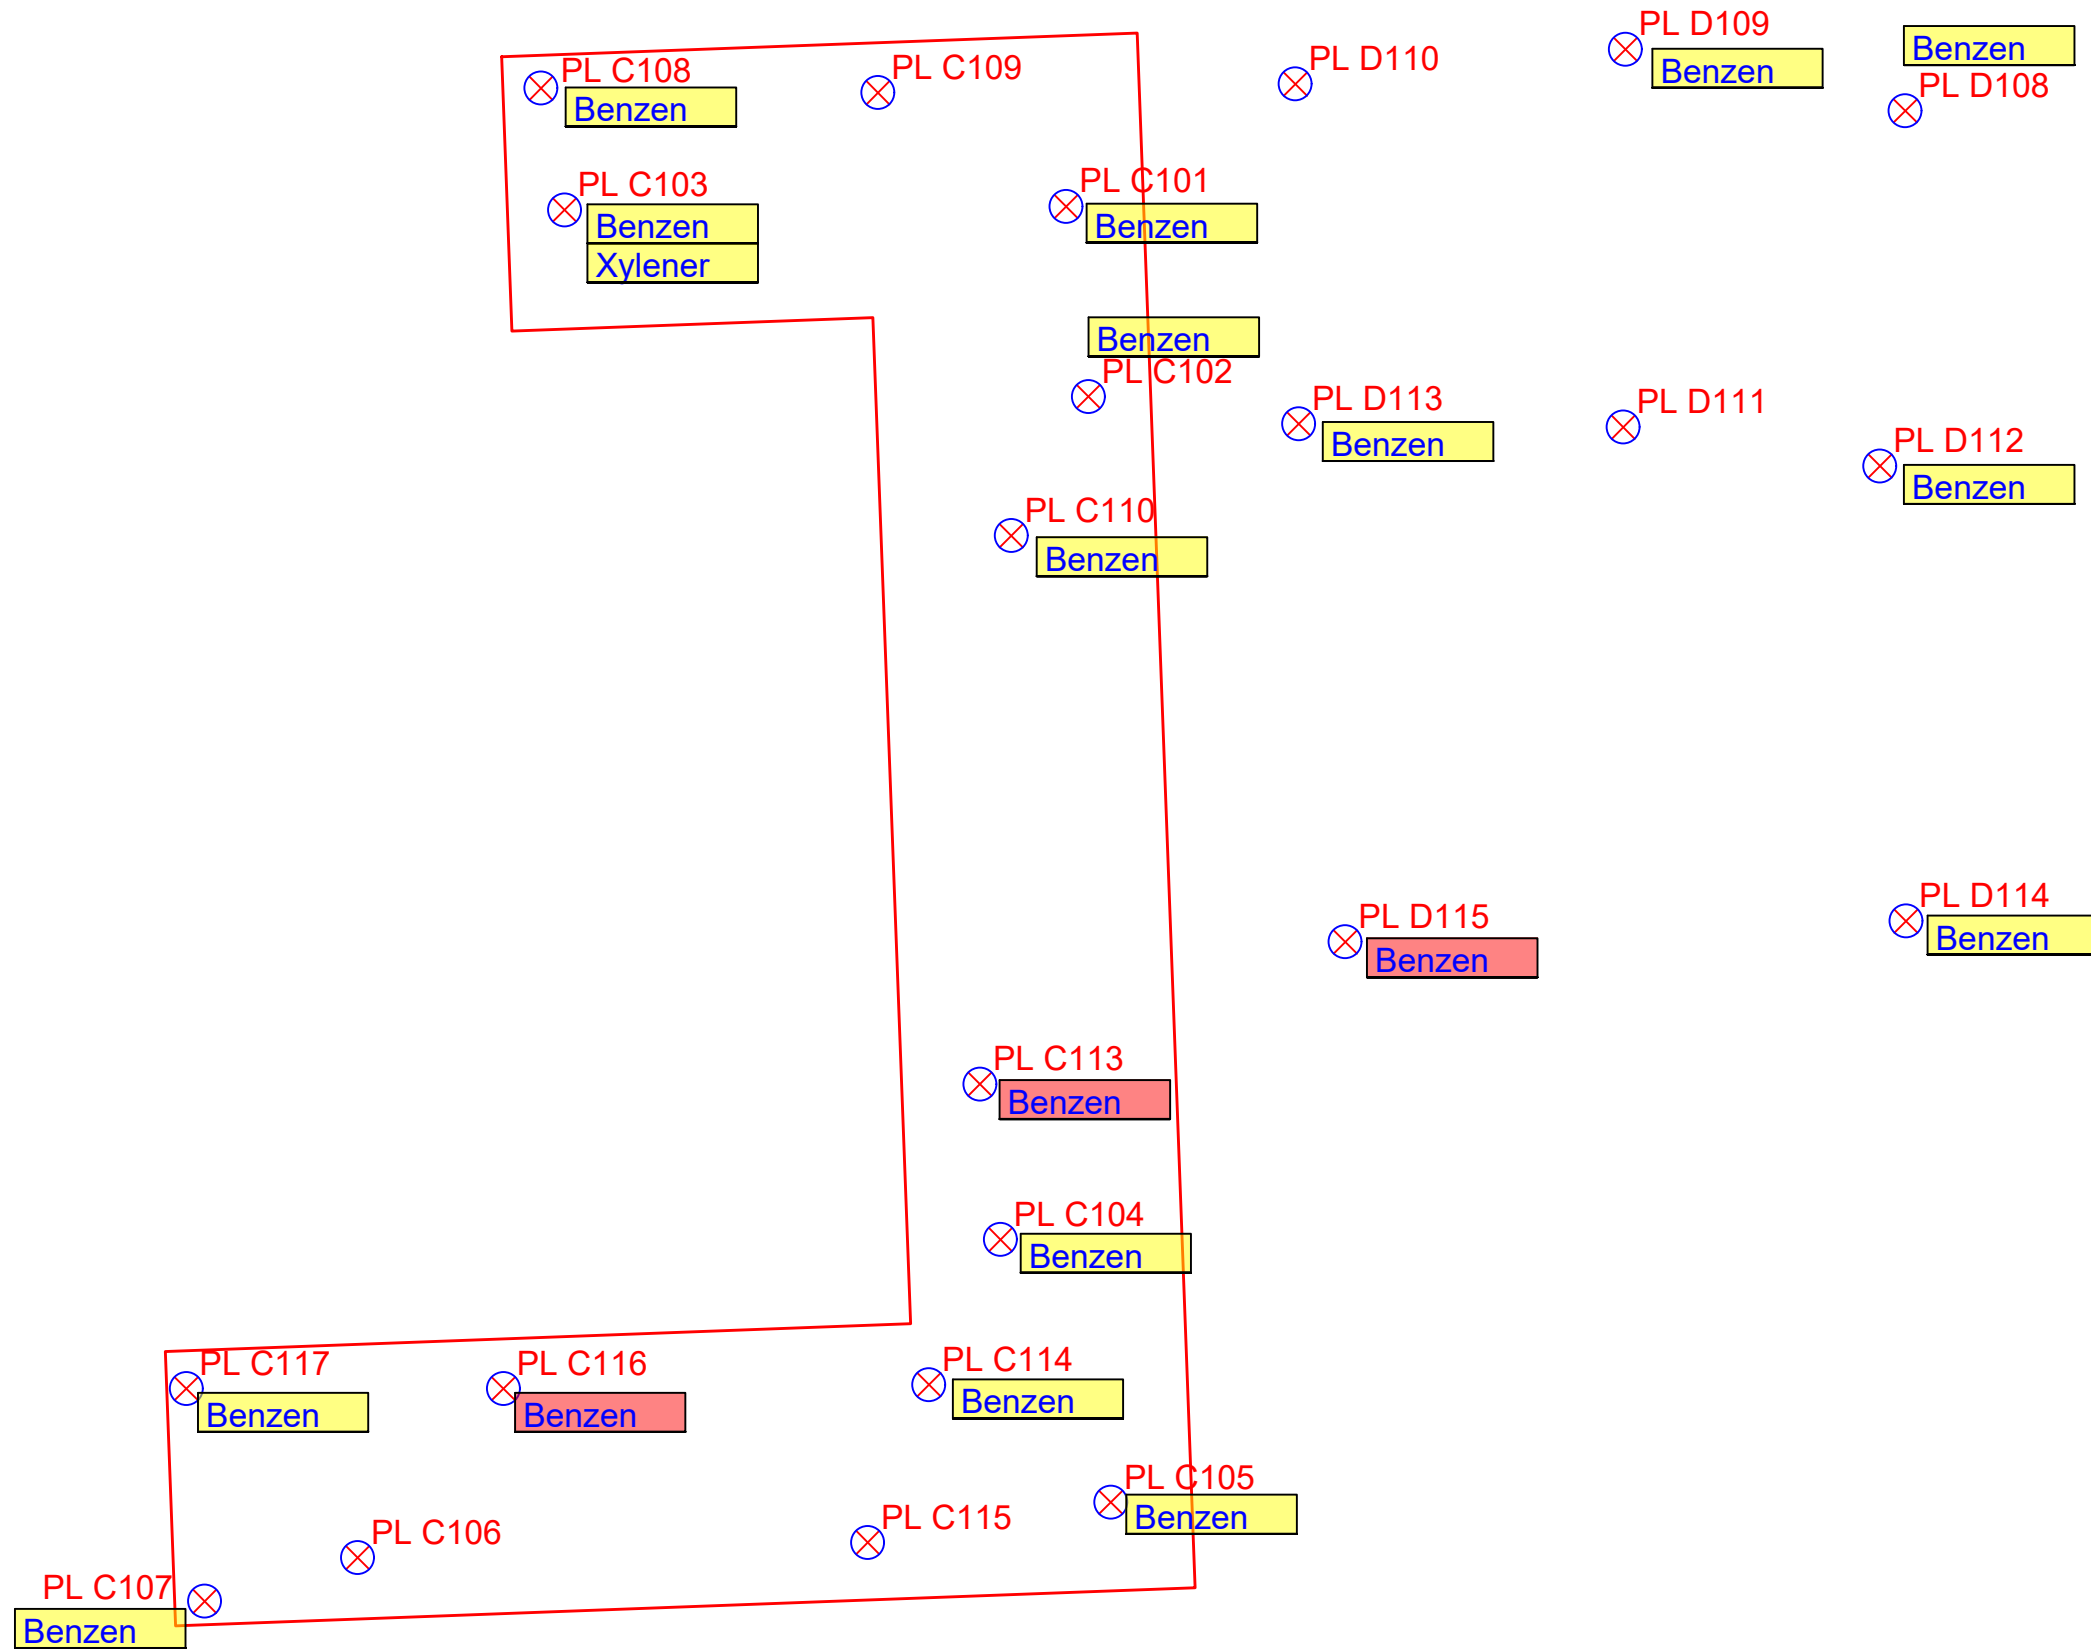 PL D109
Benzen
Benzen
PL D108
PL D110
PL C109
PL C108
Benzen
PL C103
Benzen
Xylener
PL C101
Benzen
Benzen
PL C102
PL D113
Benzen
PL D111
PL D112
Benzen
PL C110
Benzen
PL D114
Benzen
PL D115
Benzen
PL C113
Benzen
PL C104
Benzen
PL C117
Benzen
PL C116
Benzen
PL C114
Benzen
PL C105
Benzen
PL C115
PL C106
PL C107
Benzen